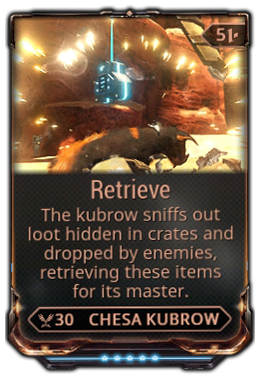 51
Retrieve
The kubrow sniffs out
loot hidden in crates and
dropped by enemies,
retrieving these items
for its master.
30 CHESA KUBROW